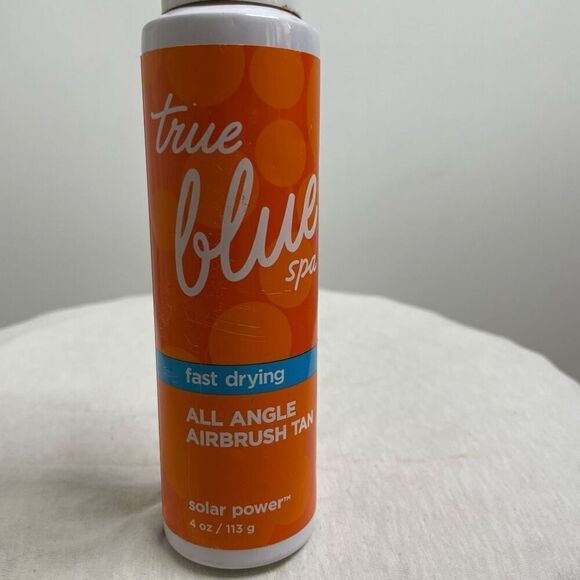 true
blue
spa
fast drying
ALL ANGLE
AIRBRUSH TAN
solar power™
4 oz / 113 g